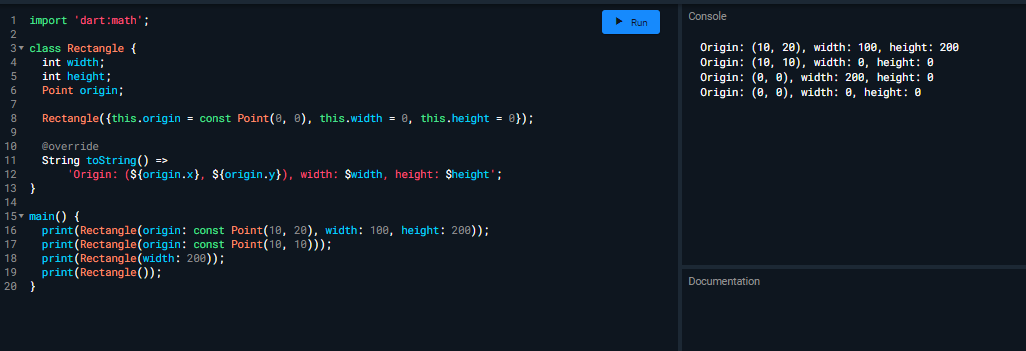 1 import 'dart:math';
Run
2
3 class Rectangle {
4   int width;
5   int height;
6   Point origin;
7
8   Rectangle({this.origin = const Point(0, 0), this.width = 0, this.height = 0});
9
10   @override
11   String toString() =>
12       'Origin: (${origin.x}, ${origin.y}), width: $width, height: $height';
13 }
14
15 main() {
16   print(Rectangle(origin: const Point(10, 20), width: 100, height: 200));
17   print(Rectangle(origin: const Point(10, 10)));
18   print(Rectangle(width: 200));
19   print(Rectangle());
20 }
Console
Origin: (10, 20), width: 100, height: 200
Origin: (10, 10), width: 0, height: 0
Origin: (0, 0), width: 200, height: 0
Origin: (0, 0), width: 0, height: 0
Documentation